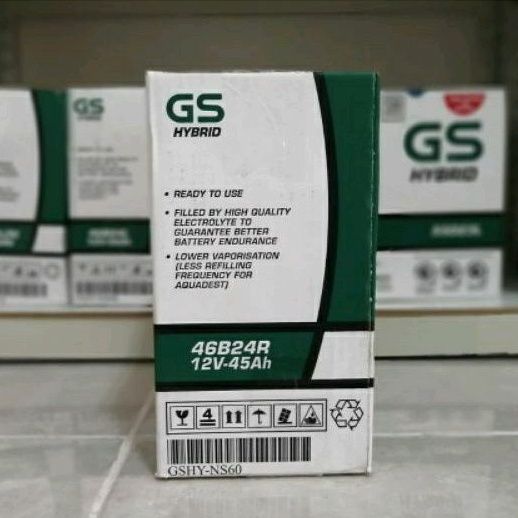 GS
HYBRID
• READY TO USE
• FILLED BY HIGH QUALITY
ELECTROLYTE TO
GUARANTEE BETTER
BATTERY ENDURANCE
• LOWER VAPORISATION
(LESS REFILLING
FREQUENCY FOR
AQUADEST)
46B24R
12V-45Ah
4
GSHY-NS60
GS
GS
HYBRID